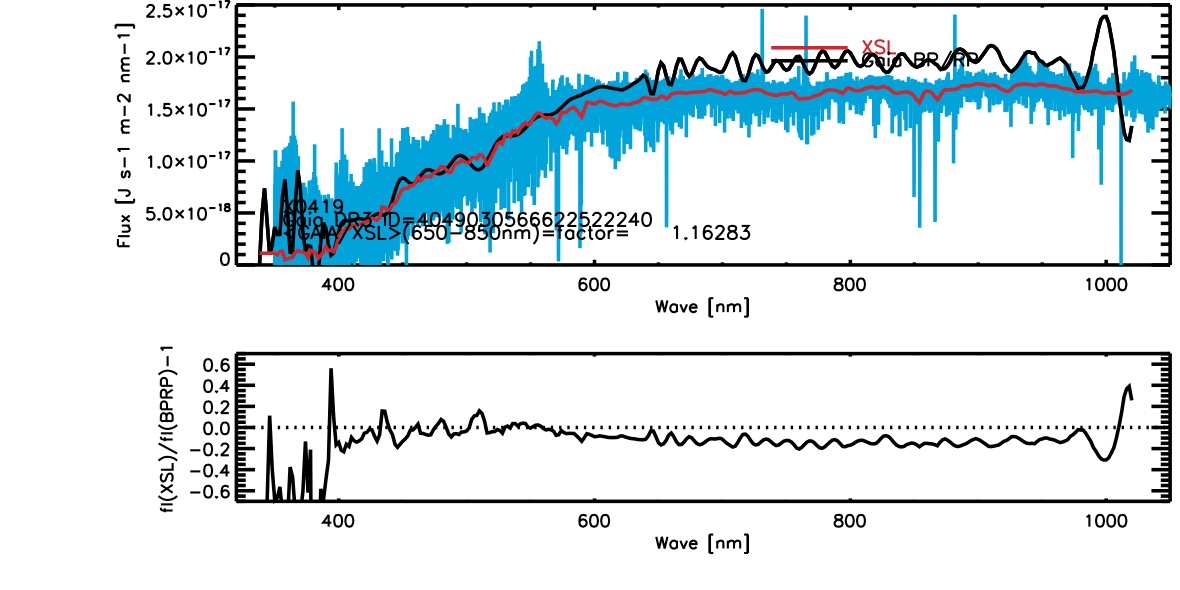 2.5×10⁻¹⁷
2.0×10⁻¹⁷
1.5×10⁻¹⁷
1.0×10⁻¹⁷
5.0×10⁻¹⁸
0
Flux [J s-1 m-2 nm-1]
XSL
Gaia BP/RP
X0419
Gaia DR3 ID=4049030566622522240
<GAIA/XSL>(650-850nm)=factor= 1.16283
400 600 800 1000
Wave [nm]
0.6
0.4
0.2
0.0
-0.2
-0.4
-0.6
fl(XSL)/fl(BPRP)-1
400 600 800 1000
Wave [nm]